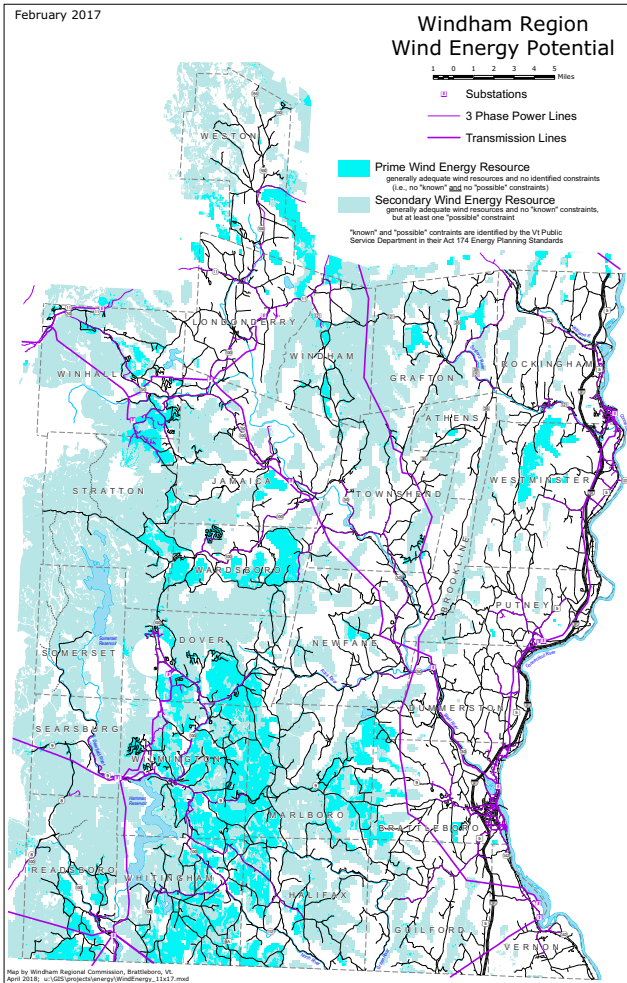 February 2017
Windham Region
Wind Energy Potential
1 0 1 2 3 4 5
Miles
Substations
3 Phase Power Lines
Transmission Lines
Prime Wind Energy Resource
generally adequate wind resources and no identified constraints
(i.e., no "known" and no "possible" constraints)
Secondary Wind Energy Resource
generally adequate wind resources and no "known" constraints,
but at least one "possible" constraint
"known" and "possible" contraints are identified by the Vt Public
Service Department in their Act 174 Energy Planning Standards
WESTON
LONDONDERRY
WINDHAM
ROCKINGHAM
WINHALL
GRAFTON
ATHENS
WESTMINSTER
STRATTON
JAMAICA
TOWNSHEND
WARDSBORO
BROOKLINE
PUTNEY
Somerset
Reservoir
DOVER
NEWFANE
SOMERSET
DUMMERSTON
SEARSBURG
WILMINGTON
Harriman
Reservoir
MARLBORO
BRATTLEBORO
READSBORO
WHITINGHAM
HALIFAX
GUILFORD
VERNON
Map by Windham Regional Commission, Brattleboro, Vt.
April 2018; u:\GIS\projects\energy\WindEnergy_11x17.mxd